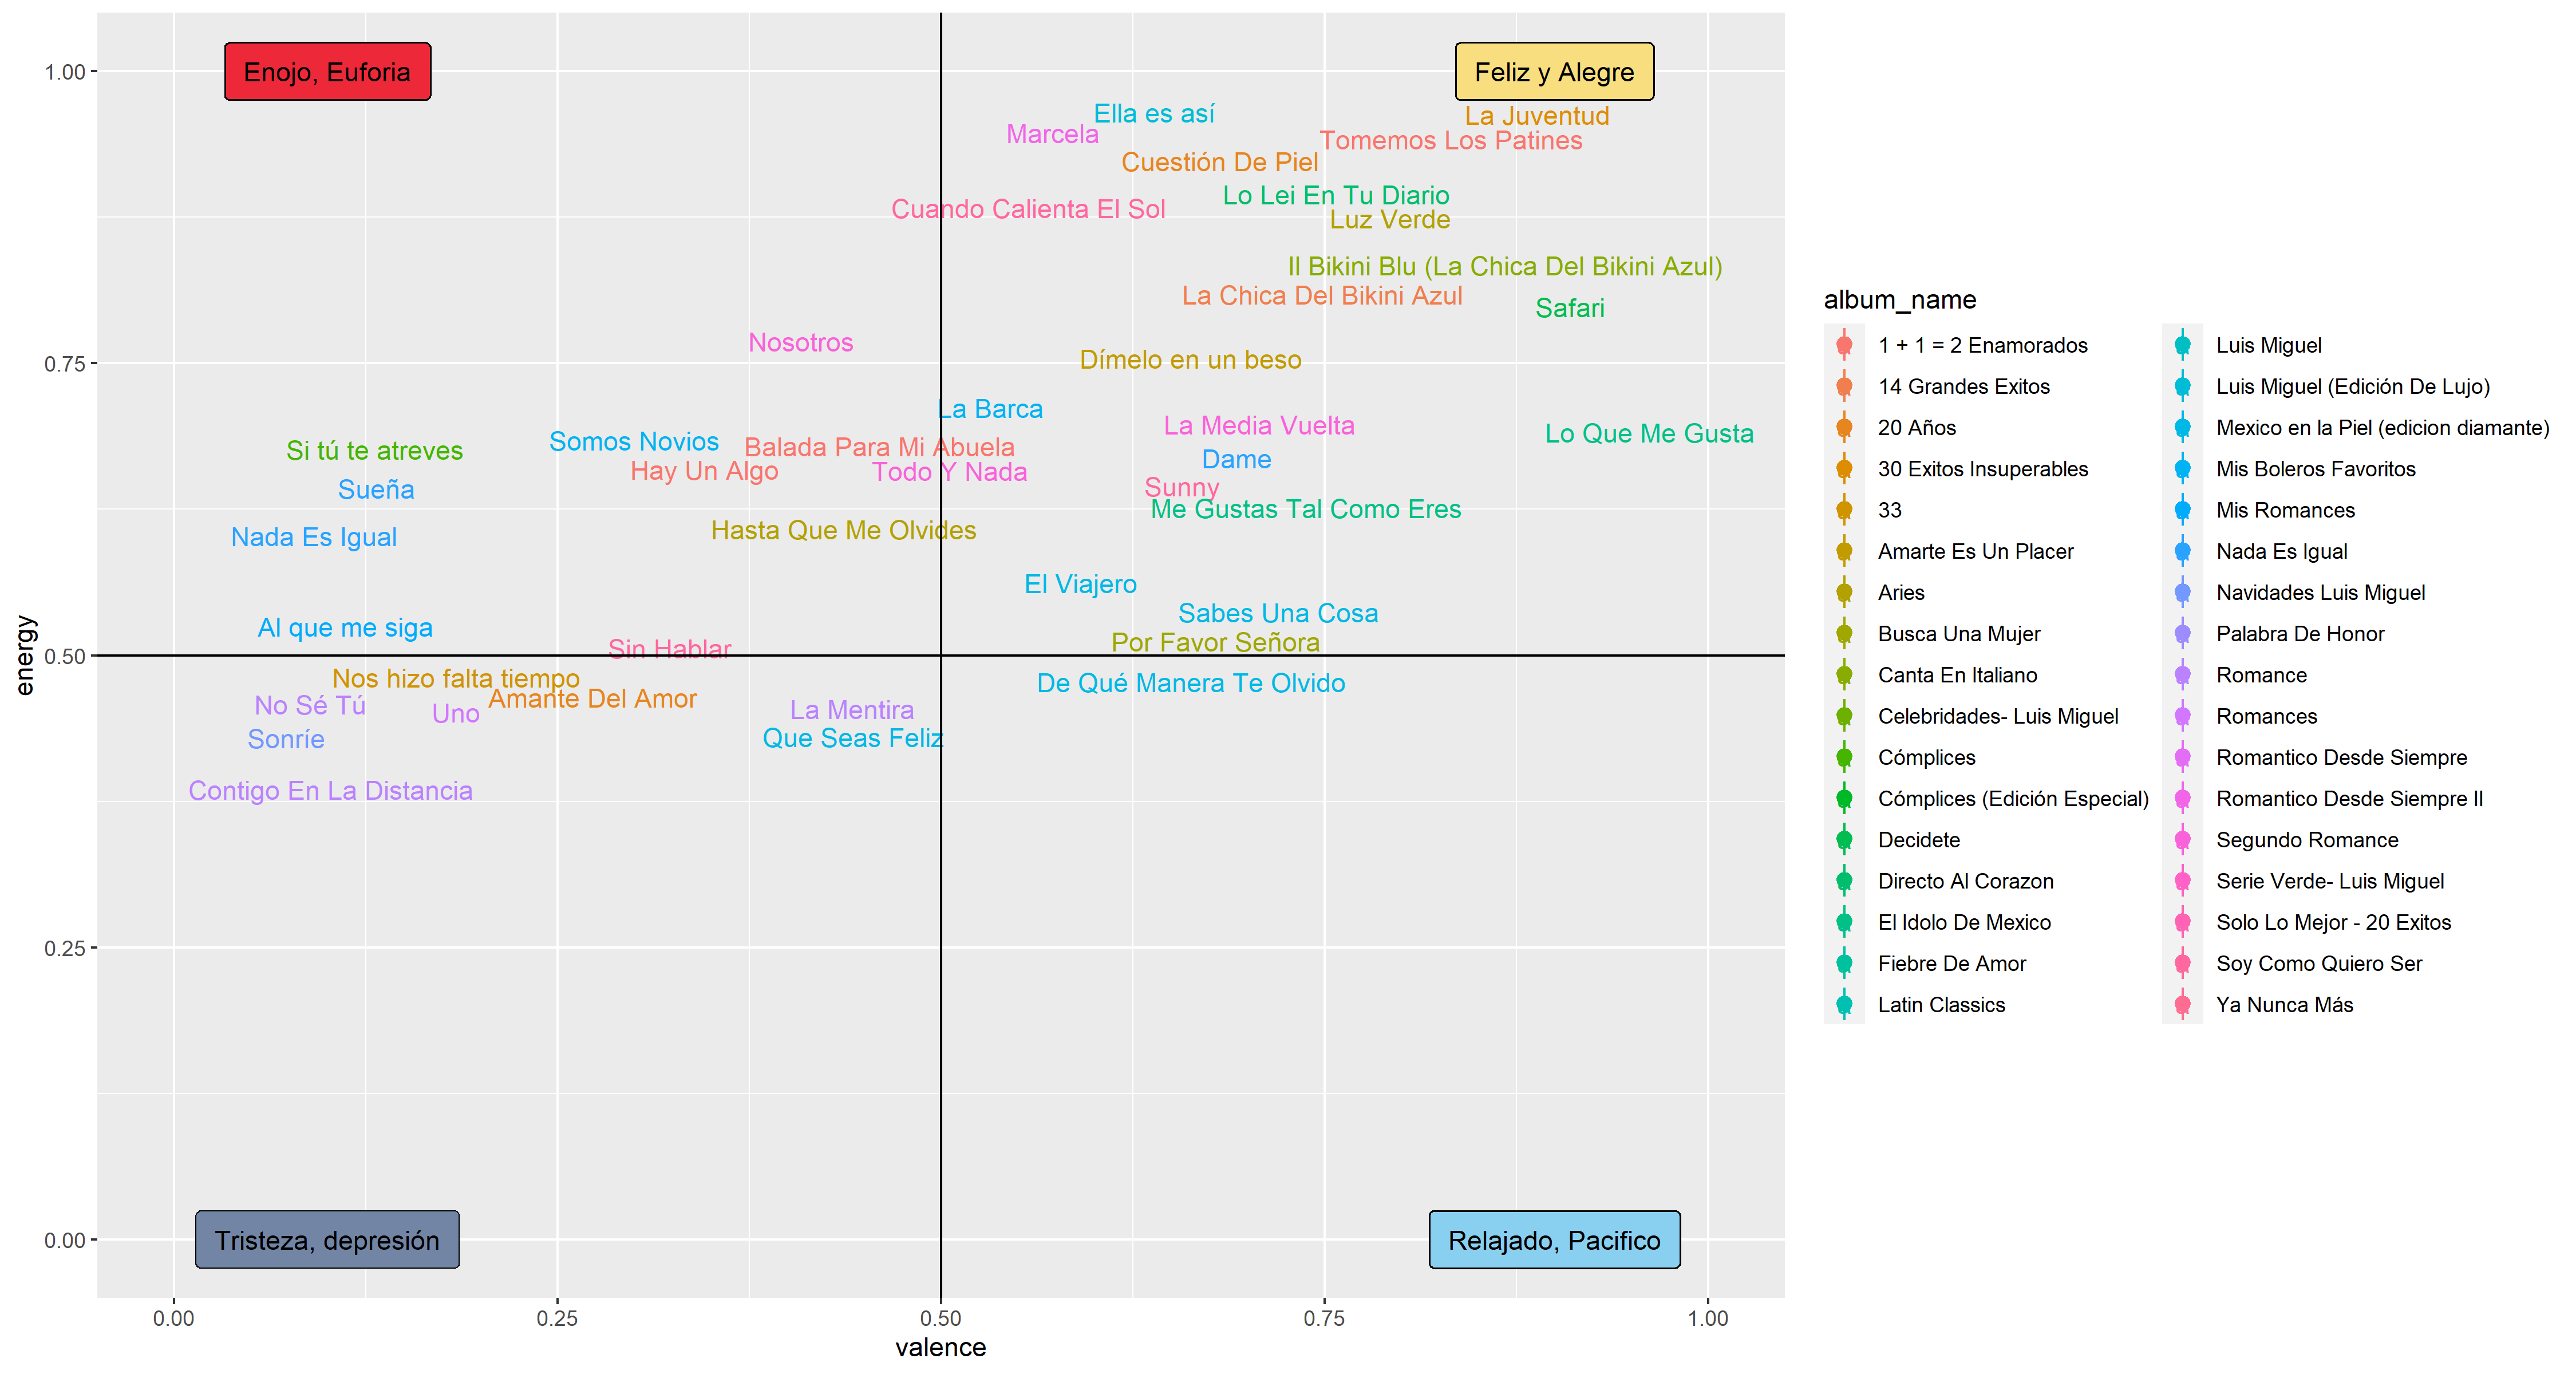 Enojo, Euforia
Feliz y Alegre
1.00
Ella es así
La Juventud
Marcela
Tomemos Los Patines
Cuestión De Piel
Lo Lei En Tu Diario
Cuando Calienta El Sol
Luz Verde
Il Bikini Blu (La Chica Del Bikini Azul)
La Chica Del Bikini Azul
Safari
Nosotros
0.75
Dímelo en un beso
La Barca
La Media Vuelta
Lo Que Me Gusta
Somos Novios
Balada Para Mi Abuela
Si tú te atreves
Dame
Hay Un Algo
Todo Y Nada
Sueña
Sunny
Me Gustas Tal Como Eres
Hasta Que Me Olvides
Nada Es Igual
El Viajero
Sabes Una Cosa
Al que me siga
Por Favor Señora
Sin Hablar
0.50
Nos hizo falta tiempo
De Qué Manera Te Olvido
Amante Del Amor
No Sé Tú
La Mentira
Uno
Sonríe
Que Seas Feliz
Contigo En La Distancia
0.25
0.00
Tristeza, depresión
Relajado, Pacifico
0.00
0.25
0.50
0.75
1.00
valence
energy
album_name
1 + 1 = 2 Enamorados
14 Grandes Exitos
20 Años
30 Exitos Insuperables
33
Amarte Es Un Placer
Aries
Busca Una Mujer
Canta En Italiano
Celebridades- Luis Miguel
Cómplices
Cómplices (Edición Especial)
Decidete
Directo Al Corazon
El Idolo De Mexico
Fiebre De Amor
Latin Classics
Luis Miguel
Luis Miguel (Edición De Lujo)
Mexico en la Piel (edicion diamante)
Mis Boleros Favoritos
Mis Romances
Nada Es Igual
Navidades Luis Miguel
Palabra De Honor
Romance
Romances
Romantico Desde Siempre
Romantico Desde Siempre II
Segundo Romance
Serie Verde- Luis Miguel
Solo Lo Mejor - 20 Exitos
Soy Como Quiero Ser
Ya Nunca Más